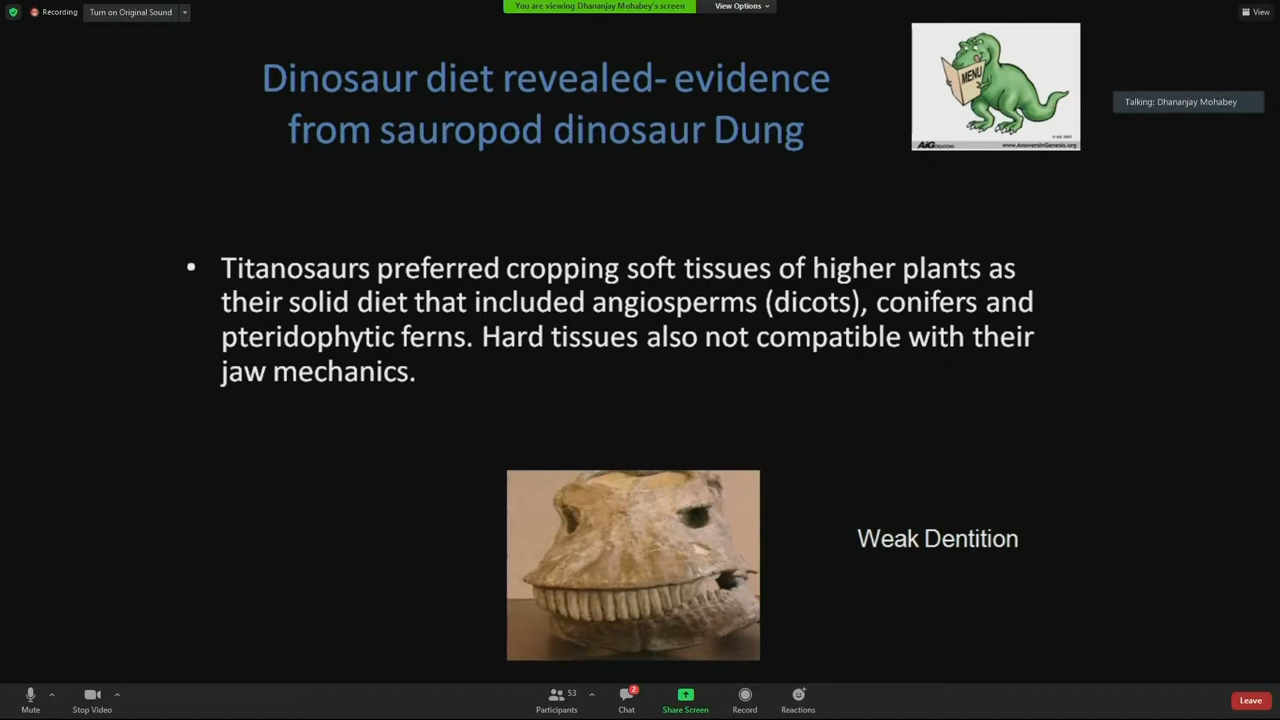 Recording
Turn on Original Sound
You are viewing Dhananjay Mohabey's screen
View Options
View
Dinosaur diet revealed- evidence
from sauropod dinosaur Dung
MENU
AiG
www.AnswersInGenesis.org
Talking: Dhananjay Mohabey
• Titanosaurs preferred cropping soft tissues of higher plants as
their solid diet that included angiosperms (dicots), conifers and
pteridophytic ferns. Hard tissues also not compatible with their
jaw mechanics.
Weak Dentition
Mute
Stop Video
53
Participants
2
Chat
Share Screen
Record
Reactions
Leave